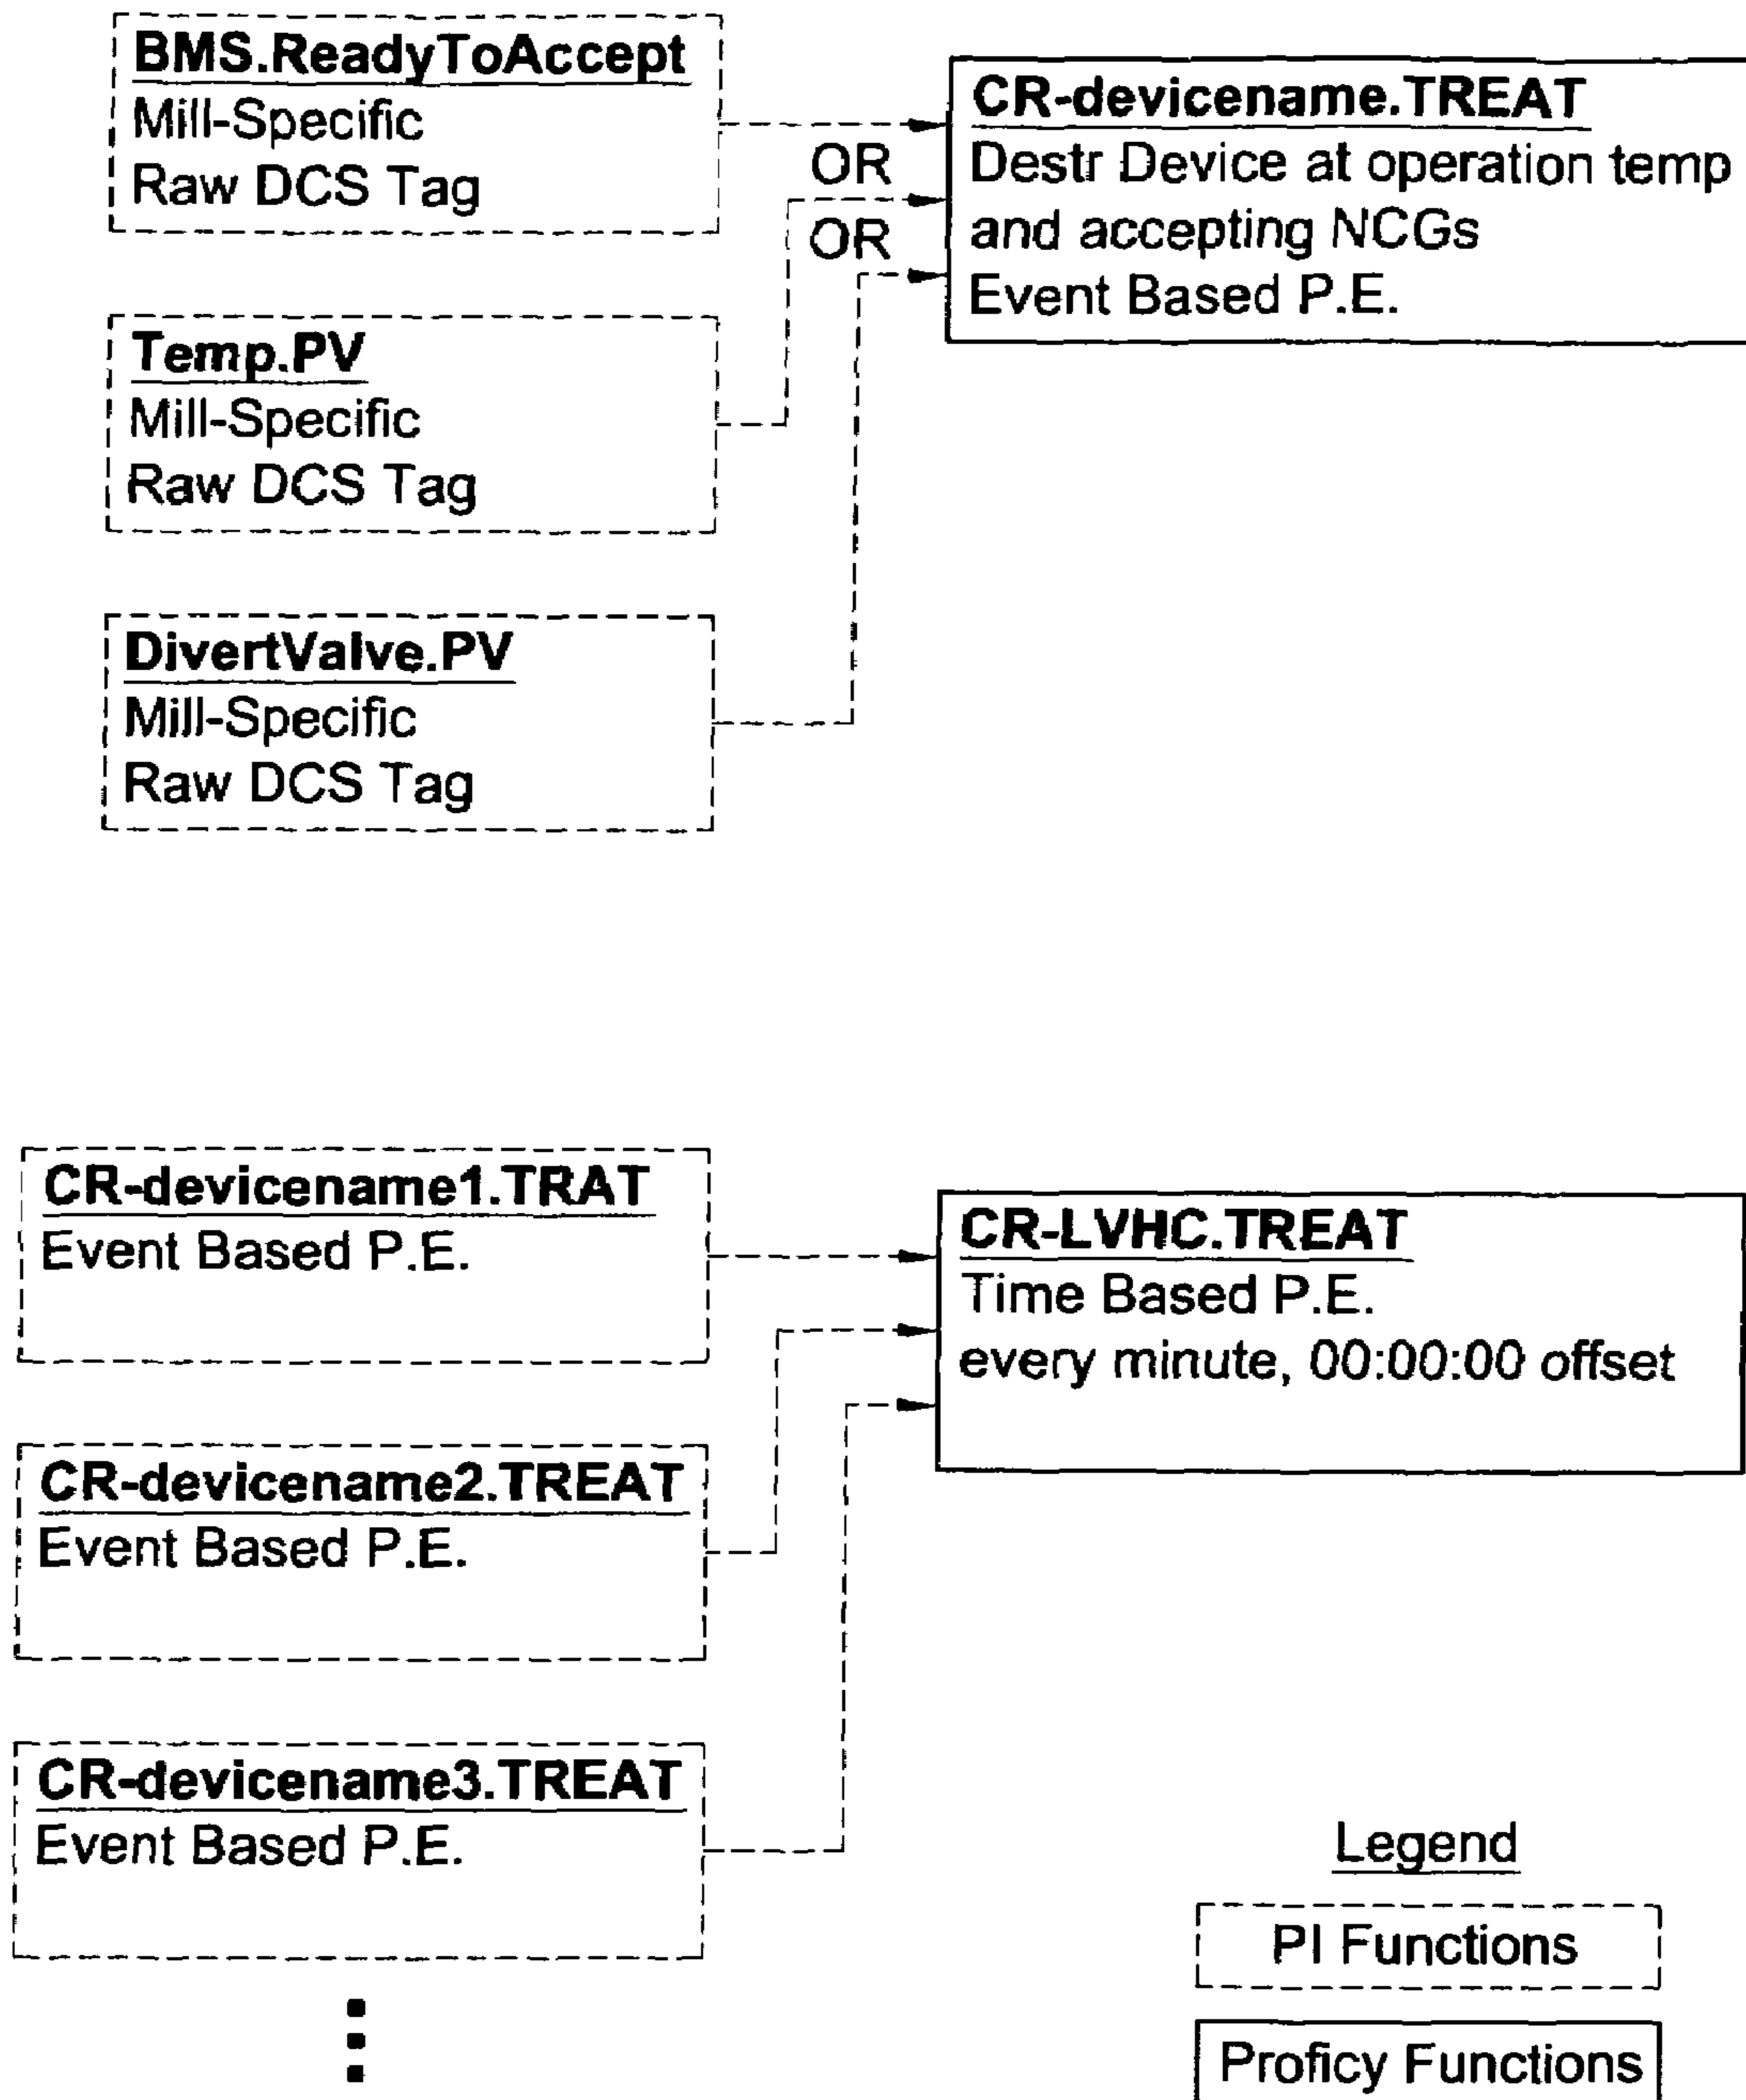 BMS.ReadyToAccept
Mill-Specific
Raw DCS Tag
OR
OR
CR-devicename.TREAT
Destr Device at operation temp
and accepting NCGs
Event Based P.E.
Temp.PV
Mill-Specific
Raw DCS Tag
DivertValve.PV
Mill-Specific
Raw DCS Tag
CR-devicename1.TRAT
Event Based P.E.
CR-LVHC.TREAT
Time Based P.E.
every minute, 00:00:00 offset
CR-devicename2.TREAT
Event Based P.E.
CR-devicename3.TREAT
Event Based P.E.
Legend
PI Functions
Proficy Functions